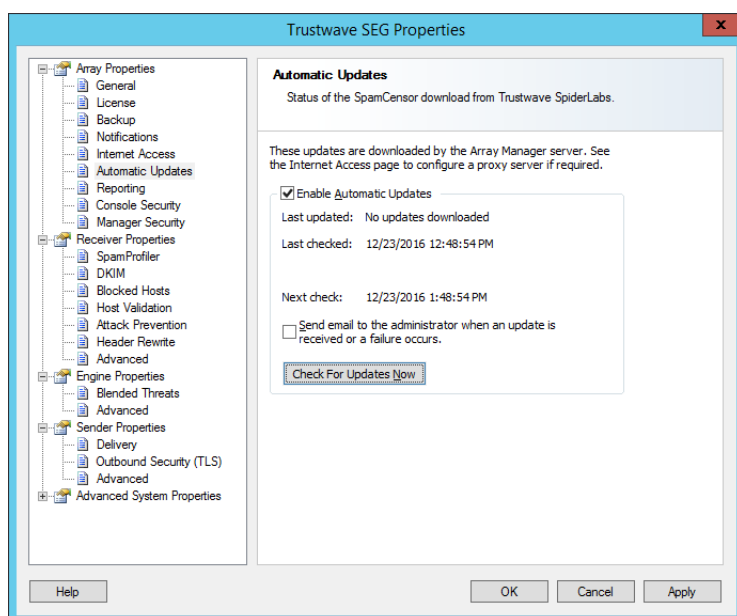 Trustwave SEG Properties
x
Array Properties
General
License
Backup
Notifications
Internet Access
Automatic Updates
Reporting
Console Security
Manager Security
Receiver Properties
SpamProfiler
DKIM
Blocked Hosts
Host Validation
Attack Prevention
Header Rewrite
Advanced
Engine Properties
Blended Threats
Advanced
Sender Properties
Delivery
Outbound Security (TLS)
Advanced
Advanced System Properties
Automatic Updates
Status of the SpamCensor download from Trustwave SpiderLabs.
These updates are downloaded by the Array Manager server. See
the Internet Access page to configure a proxy server if required.
Enable Automatic Updates
Last updated: No updates downloaded
Last checked: 12/23/2016 12:48:54 PM
Next check: 12/23/2016 1:48:54 PM
Send email to the administrator when an update is
received or a failure occurs.
Check For Updates Now
Help
OK
Cancel
Apply